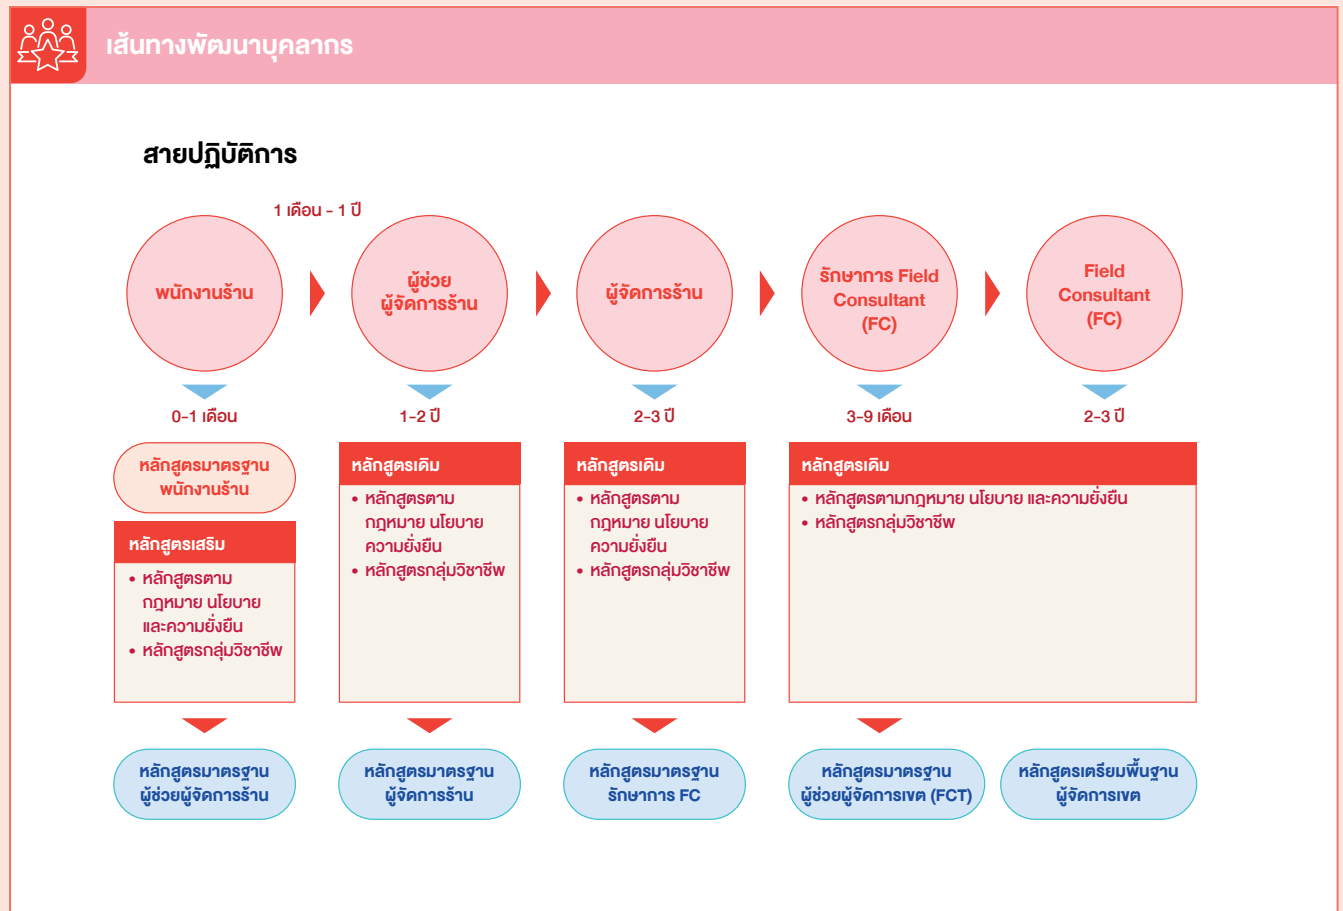 เส้นทางพัฒนาบุคลากร
สายปฏิบัติการ
1 เดือน - 1 ปี
พนักงานร้าน
ผู้ช่วย
ผู้จัดการร้าน
ผู้จัดการร้าน
รักษาการ Field
Consultant
(FC)
Field
Consultant
(FC)
0-1 เดือน
1-2 ปี
2-3 ปี
3-9 เดือน
2-3 ปี
หลักสูตรมาตรฐาน
พนักงานร้าน
หลักสูตรเสริม
• หลักสูตรตาม
กฎหมาย นโยบาย
และความยั่งยืน
• หลักสูตรกลุ่มวิชาชีพ
หลักสูตรเดิม
• หลักสูตรตาม
กฎหมาย นโยบาย
ความยั่งยืน
• หลักสูตรกลุ่มวิชาชีพ
หลักสูตรเดิม
• หลักสูตรตาม
กฎหมาย นโยบาย
ความยั่งยืน
• หลักสูตรกลุ่มวิชาชีพ
หลักสูตรเดิม
• หลักสูตรตามกฎหมาย นโยบาย และความยั่งยืน
• หลักสูตรกลุ่มวิชาชีพ
หลักสูตรมาตรฐาน
ผู้ช่วยผู้จัดการร้าน
หลักสูตรมาตรฐาน
ผู้จัดการร้าน
หลักสูตรมาตรฐาน
รักษาการ FC
หลักสูตรมาตรฐาน
ผู้ช่วยผู้จัดการเขต (FCT)
หลักสูตรเตรียมพื้นฐาน
ผู้จัดการเขต